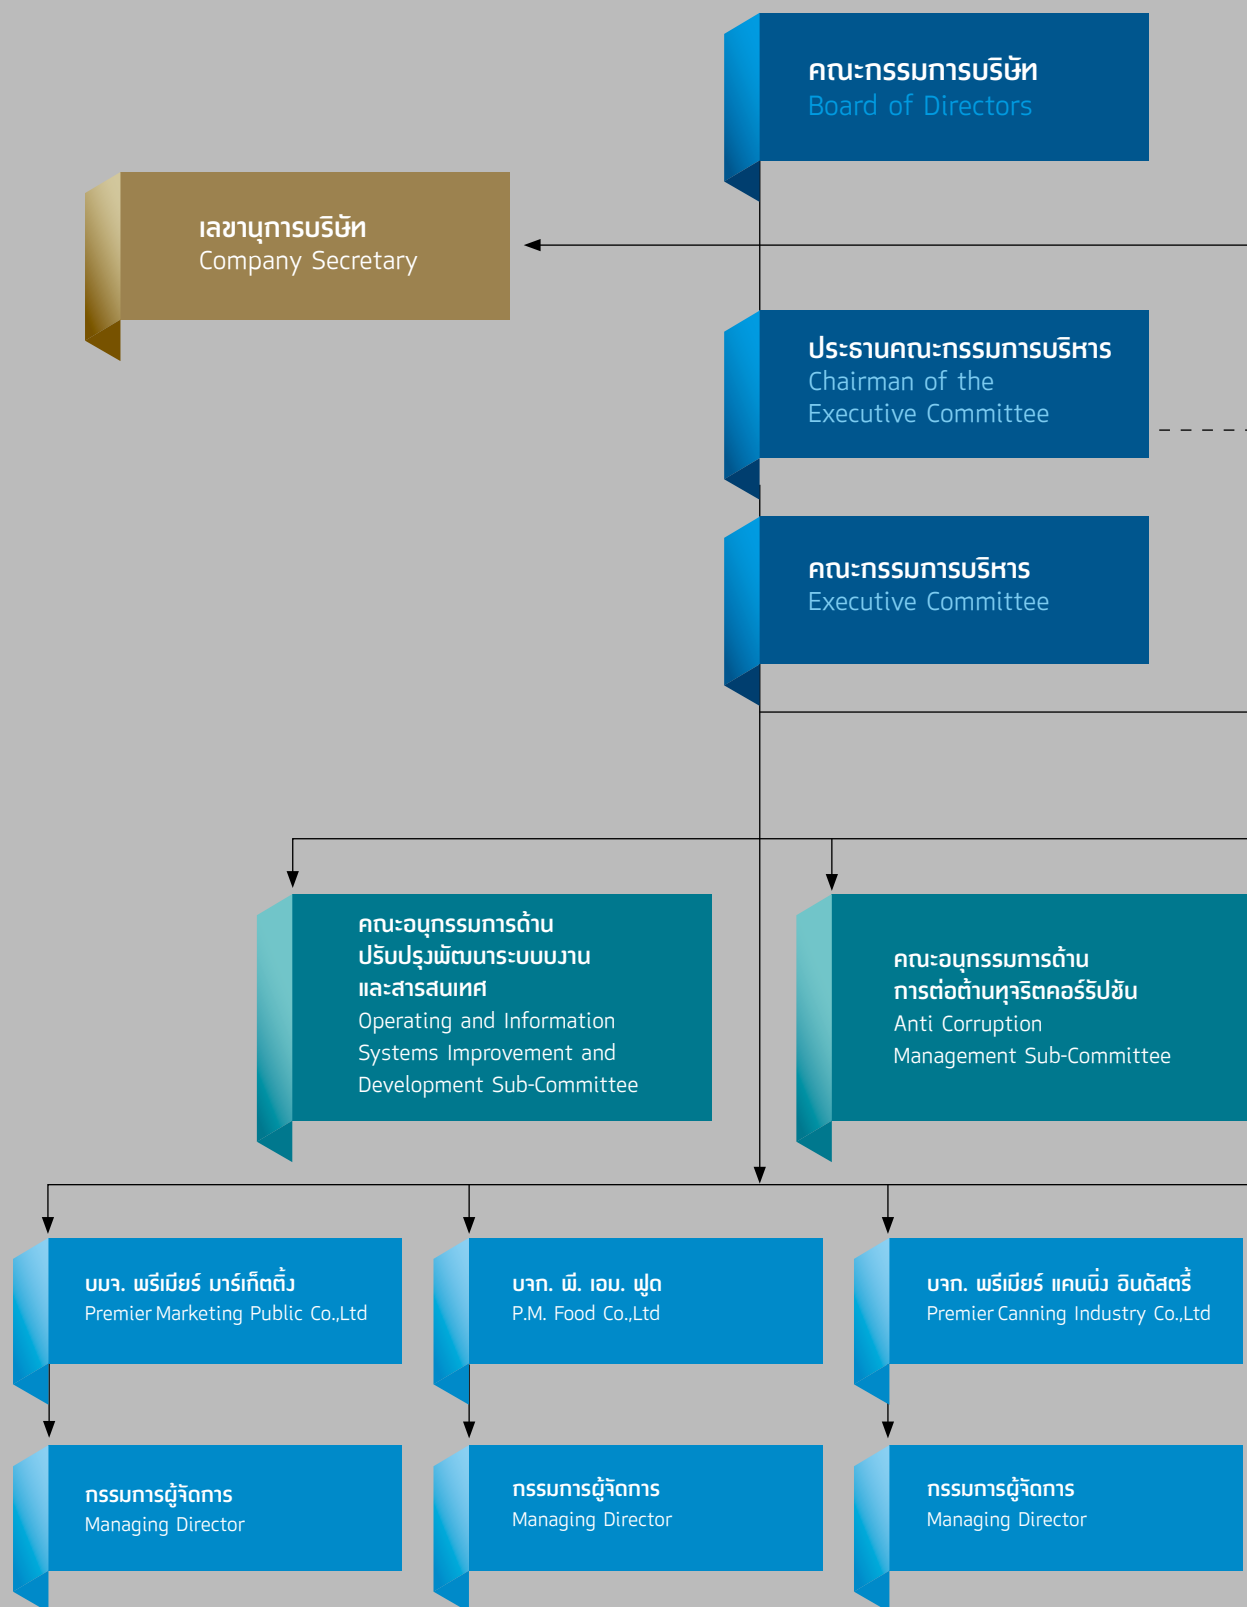 คณะกรรมการบริษัท
Board of Directors
เลขานุการบริษัท
Company Secretary
ประธานคณะกรรมการบริหาร
Chairman of the
Executive Committee
คณะกรรมการบริหาร
Executive Committee
คณะอนุกรรมการด้าน
ปรับปรุงพัฒนาระบบบงาน
และสารสนเทศ
Operating and Information
Systems Improvement and
Development Sub-Committee
คณะอนุกรรมการด้าน
การต่อต้านทุจริตคอร์รัปชัน
Anti Corruption
Management Sub-Committee
บมจ. พรีเมียร์ มาร์เก็ตติ้ง
Premier Marketing Public Co.,Ltd
บจก. พี. เอม. ฟูด
P.M. Food Co.,Ltd
บจก. พรีเมียร์ แคนนิ่ง อินดัสตรี้
Premier Canning Industry Co.,Ltd
กรรมการผู้จัดการ
Managing Director
กรรมการผู้จัดการ
Managing Director
กรรมการผู้จัดการ
Managing Director